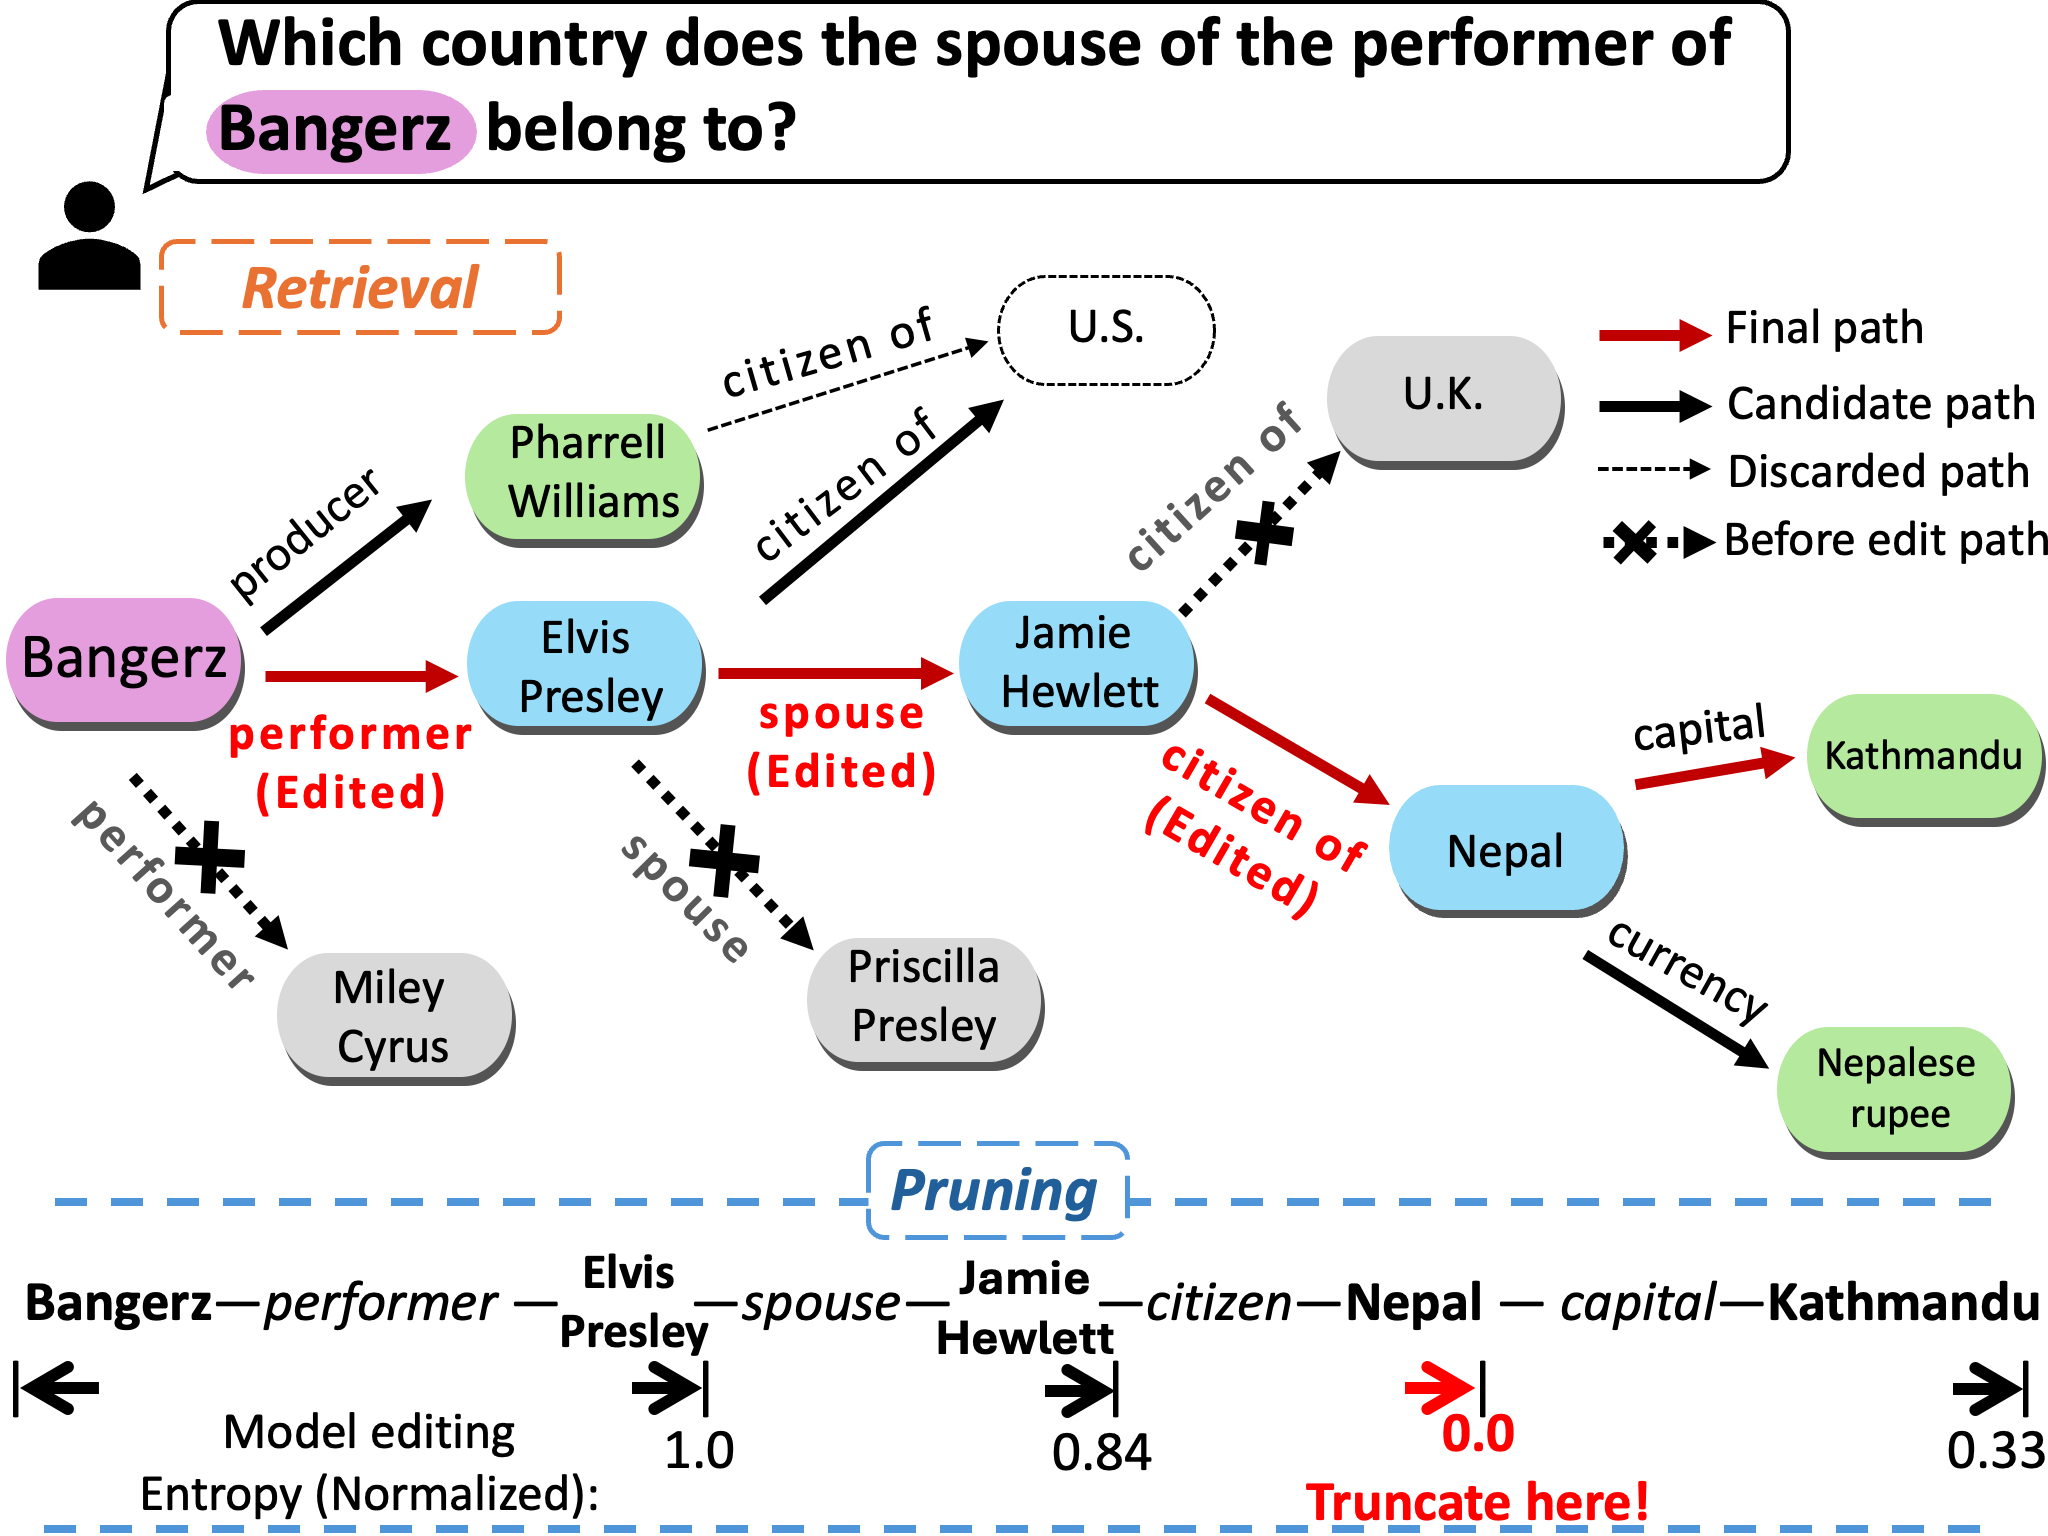 Which country does the spouse of the performer of
Bangerz belong to?
Retrieval
U.S.
citizen of
Final path
U.K.
Candidate path
Pharrell
Williams
citizen of
citizen of
Discarded path
producer
Before edit path
Bangerz
Elvis
Presley
Jamie
Hewlett
performer
(Edited)
spouse
(Edited)
citizen of
(Edited)
capital
Kathmandu
Nepal
performer
spouse
currency
Miley
Cyrus
Priscilla
Presley
Nepalese
rupee
Pruning
Bangerz—performer — Elvis
Presley —spouse— Jamie
Hewlett —citizen—Nepal — capital—Kathmandu
Model editing
Entropy (Normalized):
1.0
0.84
0.0
0.33
Truncate here!